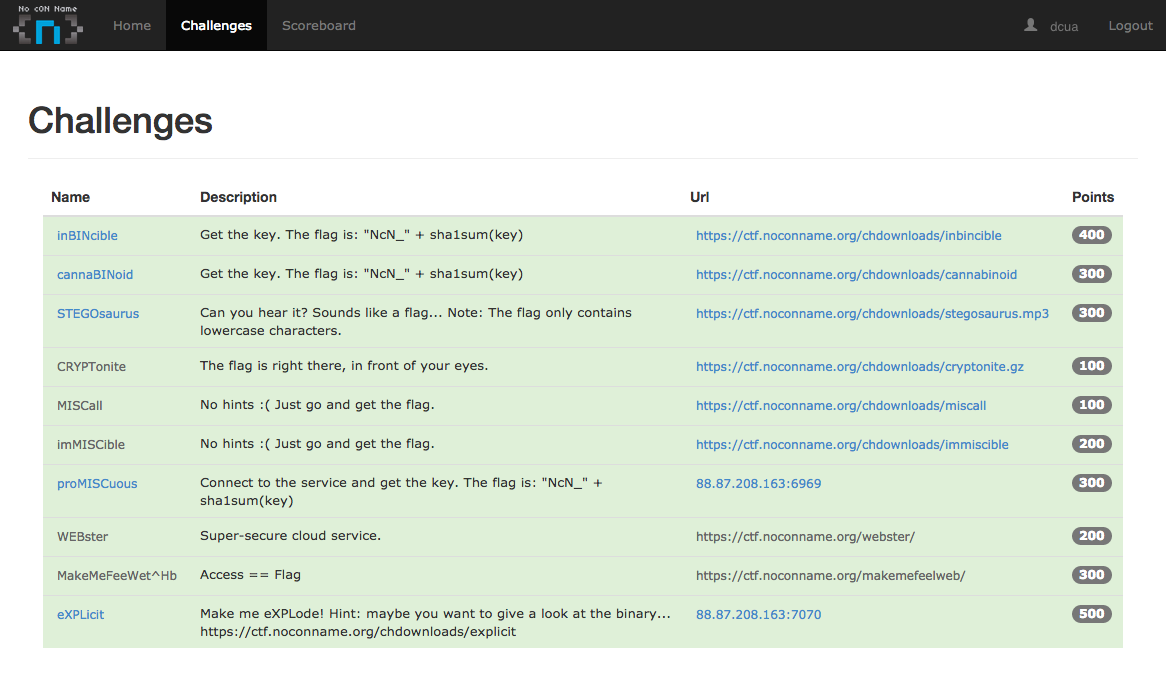 No cON Name
{n} Home Challenges Scoreboard dcua Logout
Challenges
Name Description Url Points
inBINcible Get the key. The flag is: "NcN_" + sha1sum(key) https://ctf.noconname.org/chdownloads/inbincible 400
cannaBINoid Get the key. The flag is: "NcN_" + sha1sum(key) https://ctf.noconname.org/chdownloads/cannabinoid 300
STEGOsaurus Can you hear it? Sounds like a flag... Note: The flag only contains https://ctf.noconname.org/chdownloads/stegosaurus.mp3 300
lowercase characters.
CRYPTonite The flag is right there, in front of your eyes. https://ctf.noconname.org/chdownloads/cryptonite.gz 100
MISCall No hints :( Just go and get the flag. https://ctf.noconname.org/chdownloads/miscall 100
imMISCible No hints :( Just go and get the flag. https://ctf.noconname.org/chdownloads/immiscible 200
proMISCuous Connect to the service and get the key. The flag is: "NcN_" + 88.87.208.163:6969 300
sha1sum(key)
WEBster Super-secure cloud service. https://ctf.noconname.org/webster/ 200
MakeMeFeeWet^Hb Access == Flag https://ctf.noconname.org/makemefeelweb/ 300
eXPLicit Make me eXPLode! Hint: maybe you want to give a look at the binary... 88.87.208.163:7070 500
https://ctf.noconname.org/chdownloads/explicit